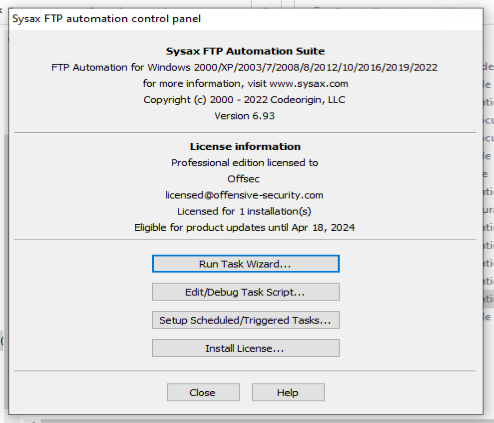 Sysax FTP automation control panel
Sysax FTP Automation Suite
FTP Automation for Windows 2000/XP/2003/7/2008/8/2012/10/2016/2019/2022
for more information, visit www.sysax.com
Copyright (c) 2000 - 2022 Codeorigin, LLC
Version 6.93
License information
Professional edition licensed to
Offsec
licensed@offensive-security.com
Licensed for 1 installation(s)
Eligible for product updates until Apr 18, 2024
Run Task Wizard...
Edit/Debug Task Script...
Setup Scheduled/Triggered Tasks...
Install License...
Close
Help